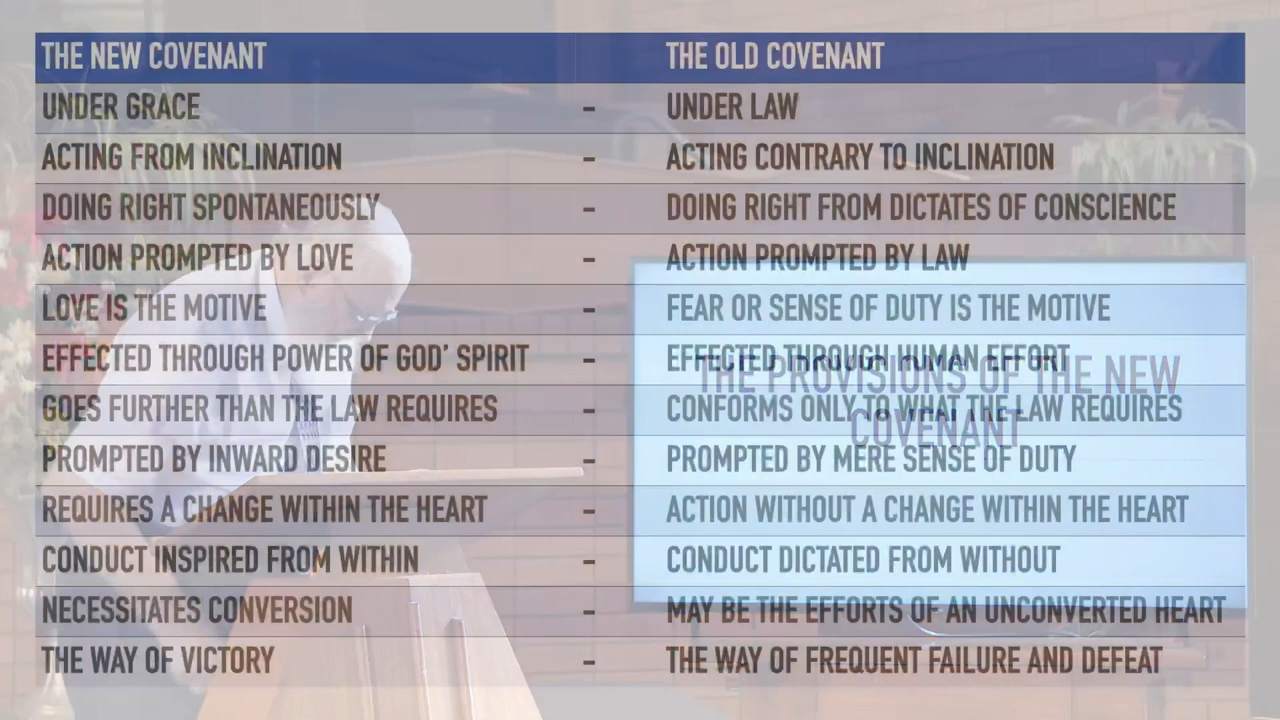 THE NEW COVENANT THE OLD COVENANT
UNDER GRACE - UNDER LAW
ACTING FROM INCLINATION - ACTING CONTRARY TO INCLINATION
DOING RIGHT SPONTANEOUSLY - DOING RIGHT FROM DICTATES OF CONSCIENCE
ACTION PROMPTED BY LOVE - ACTION PROMPTED BY LAW
LOVE IS THE MOTIVE - FEAR OR SENSE OF DUTY IS THE MOTIVE
EFFECTED THROUGH POWER OF GOD' SPIRIT - EFFECTED THROUGH HUMAN EFFORT
THE PROVISIONS OF THE NEW
GOES FURTHER THAN THE LAW REQUIRES - CONFORMS ONLY TO WHAT THE LAW REQUIRES
COVENANT
PROMPTED BY INWARD DESIRE - PROMPTED BY MERE SENSE OF DUTY
REQUIRES A CHANGE WITHIN THE HEART - ACTION WITHOUT A CHANGE WITHIN THE HEART
CONDUCT INSPIRED FROM WITHIN - CONDUCT DICTATED FROM WITHOUT
NECESSITATES CONVERSION - MAY BE THE EFFORTS OF AN UNCONVERTED HEART
THE WAY OF VICTORY - THE WAY OF FREQUENT FAILURE AND DEFEAT